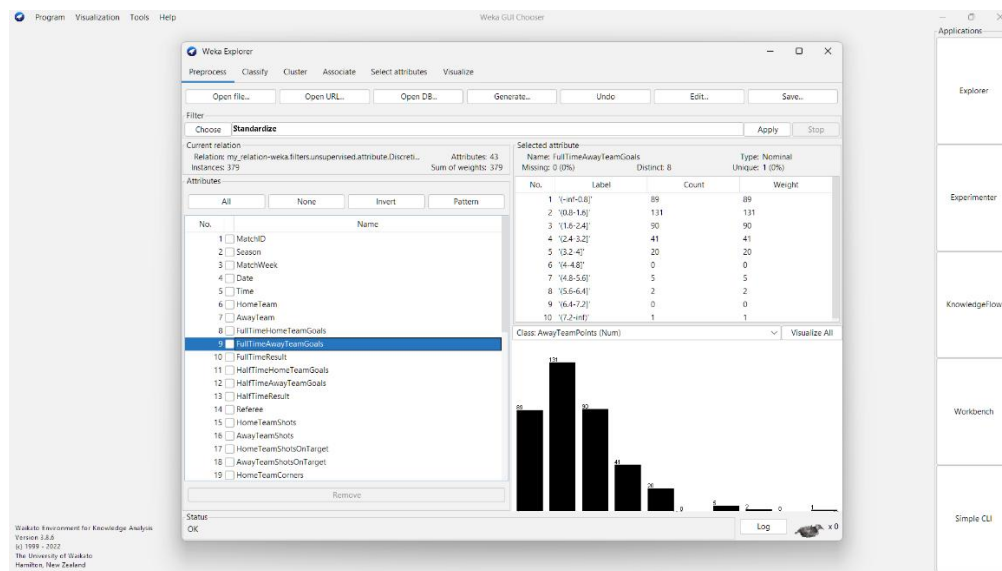 Program Visualization Tools Help
Weka GUI Chooser
Applications
Explorer
Experimenter
KnowledgeFlow
Workbench
Simple CLI
Weka Explorer
Preprocess Classify Cluster Associate Select attributes Visualize
Open file... Open URL... Open DB... Generate... Undo Edit... Save...
Filter
Choose Standardize Apply Stop
Current relation
Relation: my_relation-weka.filters.unsupervised.attribute.Discreti... Attributes: 43
Instances: 379 Sum of weights: 379
Attributes
All None Invert Pattern
No. Name
1 MatchID
2 Season
3 MatchWeek
4 Date
5 Time
6 HomeTeam
7 AwayTeam
8 FullTimeHomeTeamGoals
9 FullTimeAwayTeamGoals
10 FullTimeResult
11 HalfTimeHomeTeamGoals
12 HalfTimeAwayTeamGoals
13 HalfTimeResult
14 Referee
15 HomeTeamShots
16 AwayTeamShots
17 HomeTeamShotsOnTarget
18 AwayTeamShotsOnTarget
19 HomeTeamCorners
Remove
Selected attribute
Name: FullTimeAwayTeamGoals Type: Nominal
Missing: 0 (0%) Distinct: 8 Unique: 1 (0%)
No. Label Count Weight
1 '(-inf-0.8]' 89 89
2 '(0.8-1.6]' 131 131
3 '(1.6-2.4]' 90 90
4 '(2.4-3.2]' 41 41
5 '(3.2-4]' 20 20
6 '(4-4.8]' 0 0
7 '(4.8-5.6]' 5 5
8 '(5.6-6.4]' 2 2
9 '(6.4-7.2]' 0 0
10 '(7.2-inf)' 1 1
Class: AwayTeamPoints (Num) Visualize All
89 131 90 41 20 0 5 2 0 1
Status
OK
Log x 0
Waikato Environment for Knowledge Analysis
Version 3.8.6
(c) 1999 - 2022
The University of Waikato
Hamilton, New Zealand